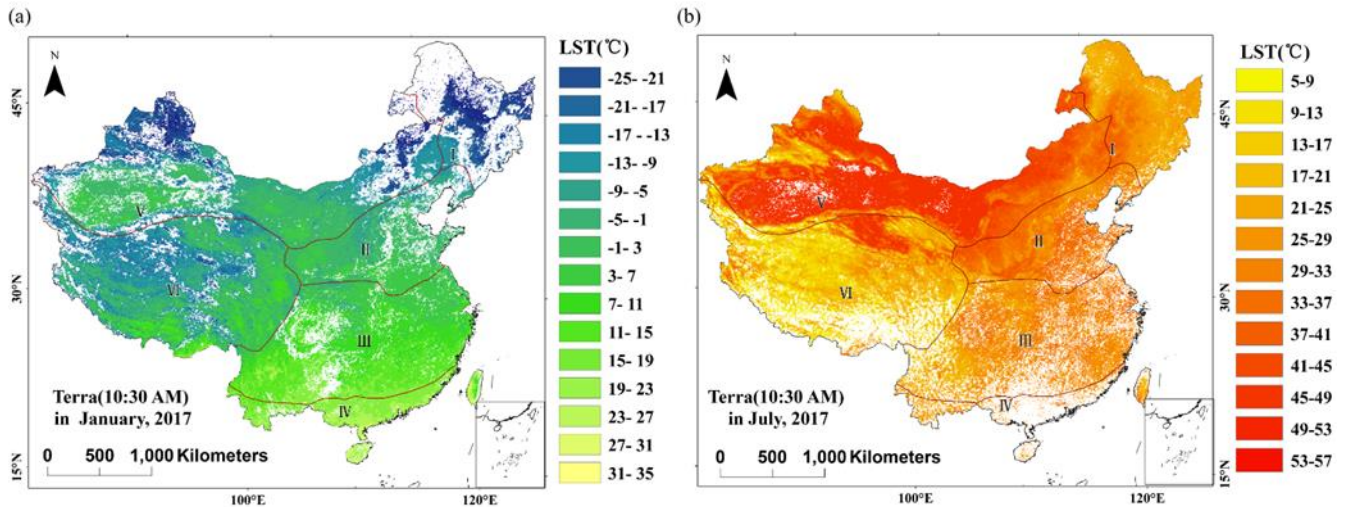 (a)
N
LST(℃)
-25- -21
-21- -17
-17 - -13
-13- -9
-9- -5
-5- -1
-1- 3
3- 7
7- 11
11- 15
15- 19
19- 23
23- 27
27- 31
31- 35
45°N
30°N
15°N
I
V
II
VI
III
IV
Terra(10:30 AM)
in January, 2017
0 500 1,000 Kilometers
100°E
120°E
(b)
N
LST(℃)
5-9
9-13
13-17
17-21
21-25
25-29
29-33
33-37
37-41
41-45
45-49
49-53
53-57
45°N
30°N
15°N
I
V
II
VI
III
IV
Terra(10:30 AM)
in July, 2017
0 500 1,000 Kilometers
100°E
120°E